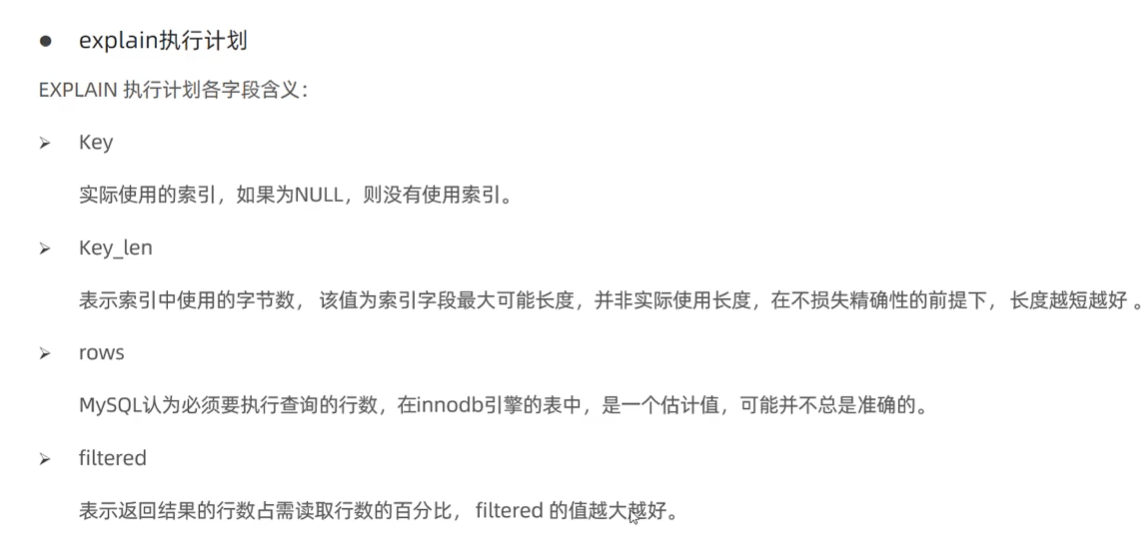 explain执行计划
EXPLAIN 执行计划各字段含义：
Key
实际使用的索引，如果为NULL，则没有使用索引。
Key_len
表示索引中使用的字节数， 该值为索引字段最大可能长度，并非实际使用长度，在不损失精确性的前提下， 长度越短越好 。
rows
MySQL认为必须要执行查询的行数，在innodb引擎的表中，是一个估计值，可能并不总是准确的。
filtered
表示返回结果的行数占需读取行数的百分比， filtered 的值越大越好。